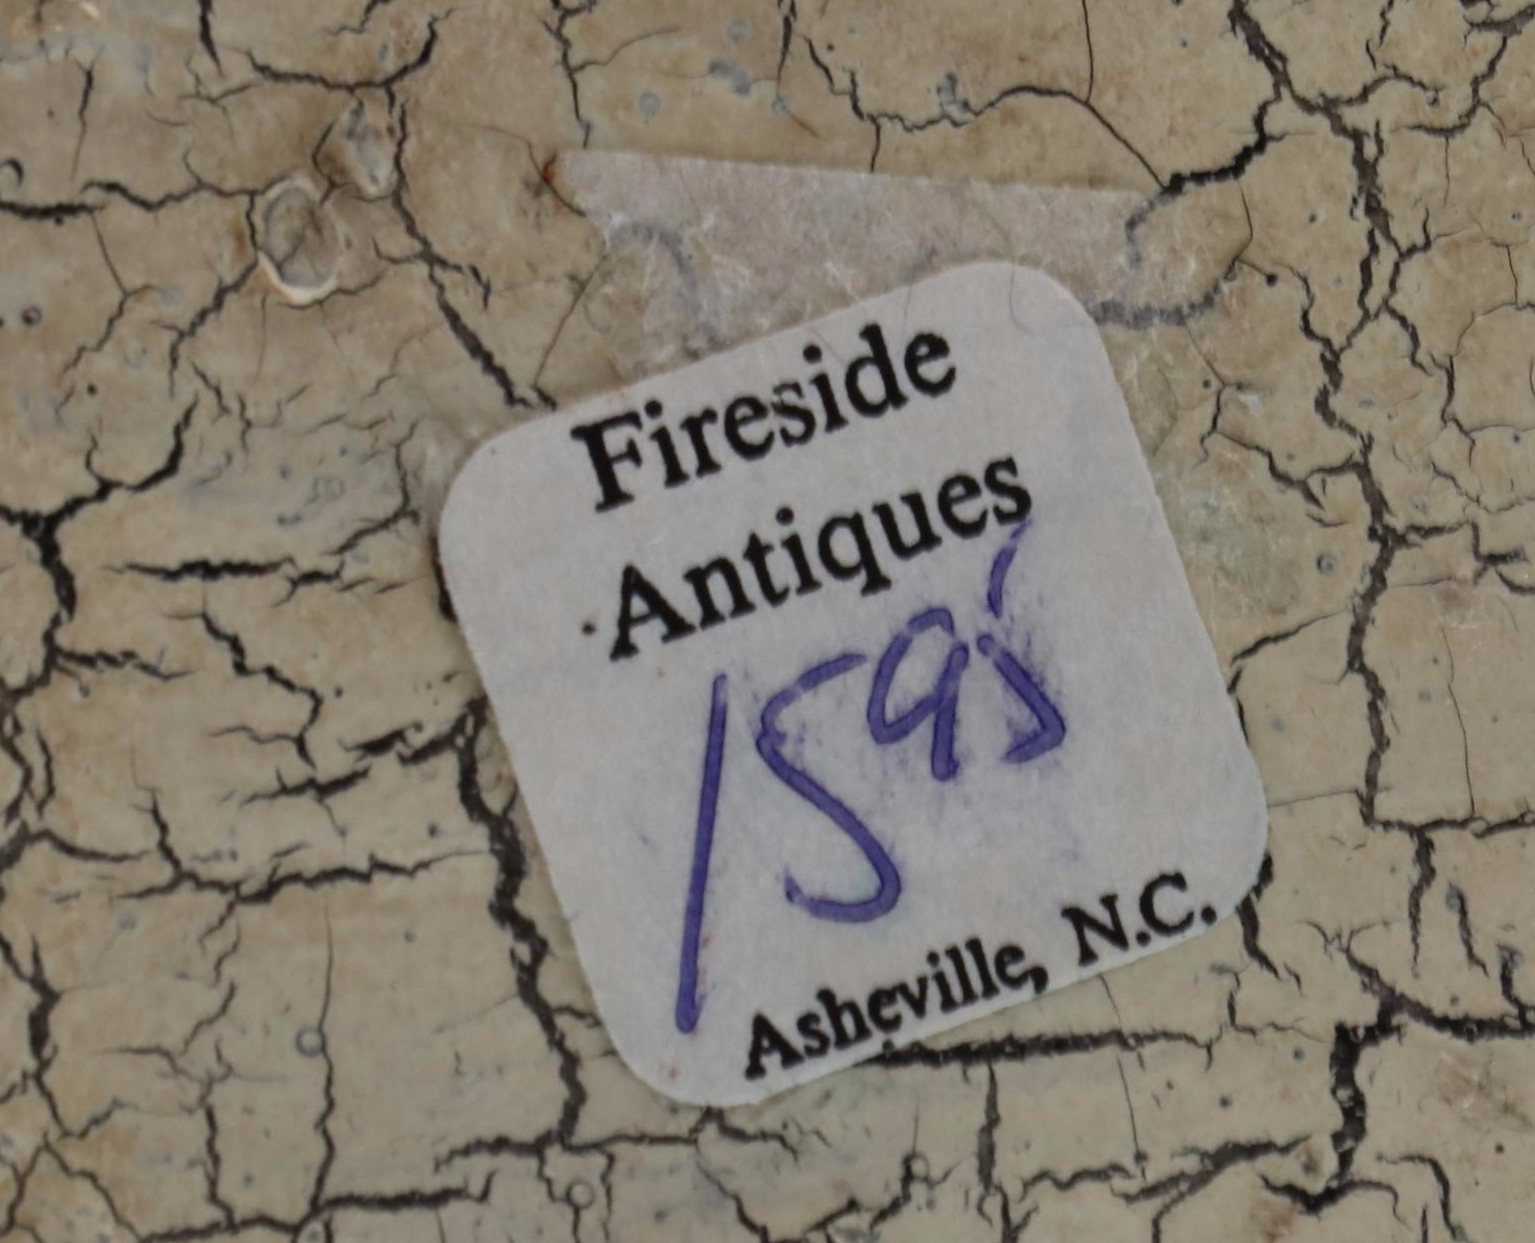 Fireside
Antiques
1595
Asheville, N.C.